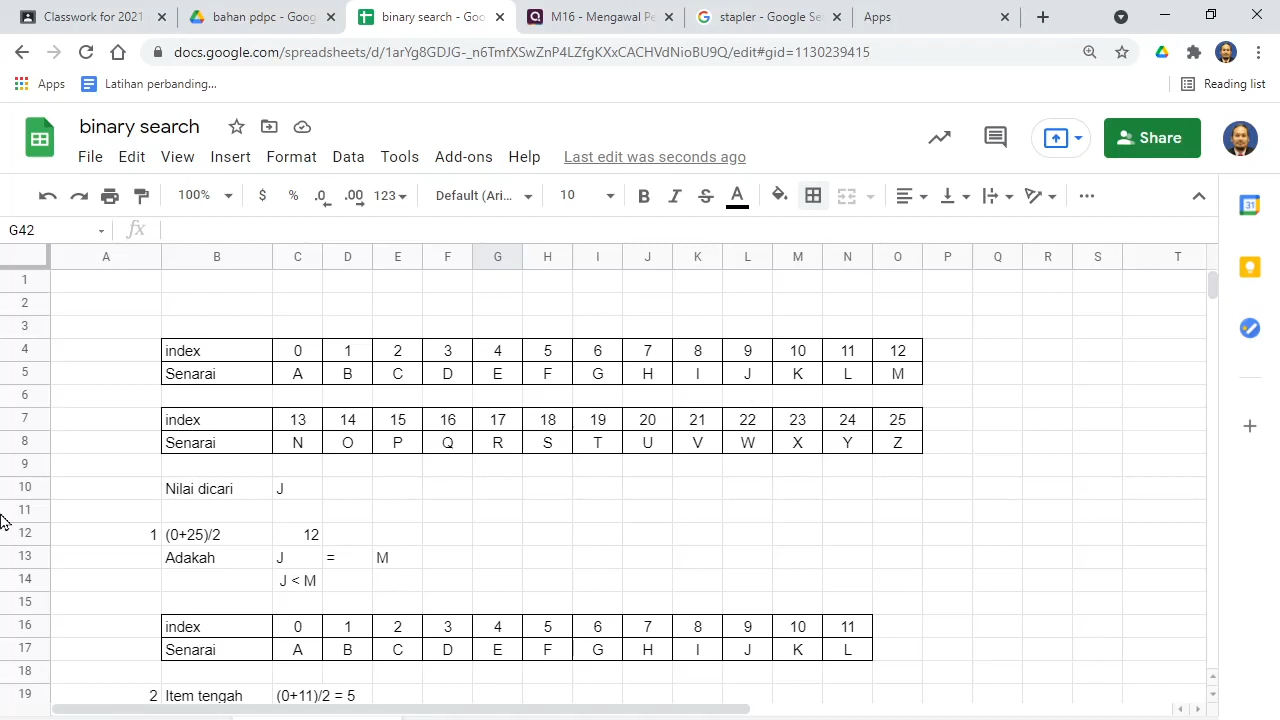 Classwork for 2021
bahan pdpc - Goog
binary search - Goo
M16 - Mengawal Pe
stapler - Google Se
Apps
docs.google.com/spreadsheets/d/1arYg8GDJG-_n6TmfXSwZnP4LZfgKXxCACHVdNioBU9Q/edit#gid=1130239415
Apps
Latihan perbanding...
Reading list
binary search
File Edit View Insert Format Data Tools Add-ons Help Last edit was seconds ago
Share
100% $ % .0 .00 123 Default (Ari... 10 B I S A
31
G42 fx
A B C D E F G H I J K L M N O P Q R S T
1
2
3
4 index 0 1 2 3 4 5 6 7 8 9 10 11 12
5 Senarai A B C D E F G H I J K L M
6
7 index 13 14 15 16 17 18 19 20 21 22 23 24 25
8 Senarai N O P Q R S T U V W X Y Z
9
10 Nilai dicari J
11
12 1 (0+25)/2 12
13 Adakah J = M
14 J < M
15
16 index 0 1 2 3 4 5 6 7 8 9 10 11
17 Senarai A B C D E F G H I J K L
18
19 2 Item tengah (0+11)/2 = 5